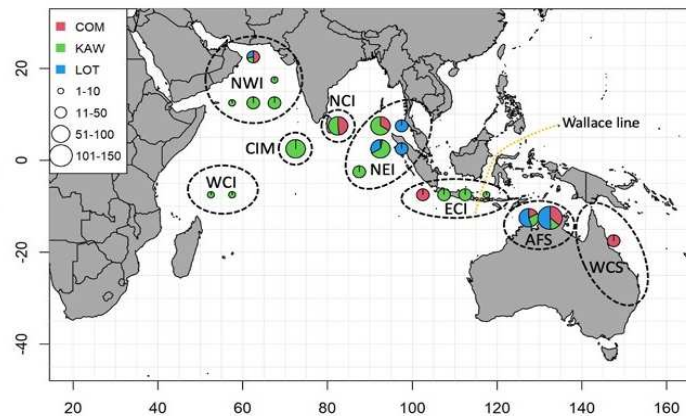 COM
KAW
LOT
1-10
11-50
51-100
101-150
NWI
NCI
CIM
NEI
WCI
ECI
Wallace line
AFS
WCS
20
0
-20
-40
20 40 60 80 100 120 140 160